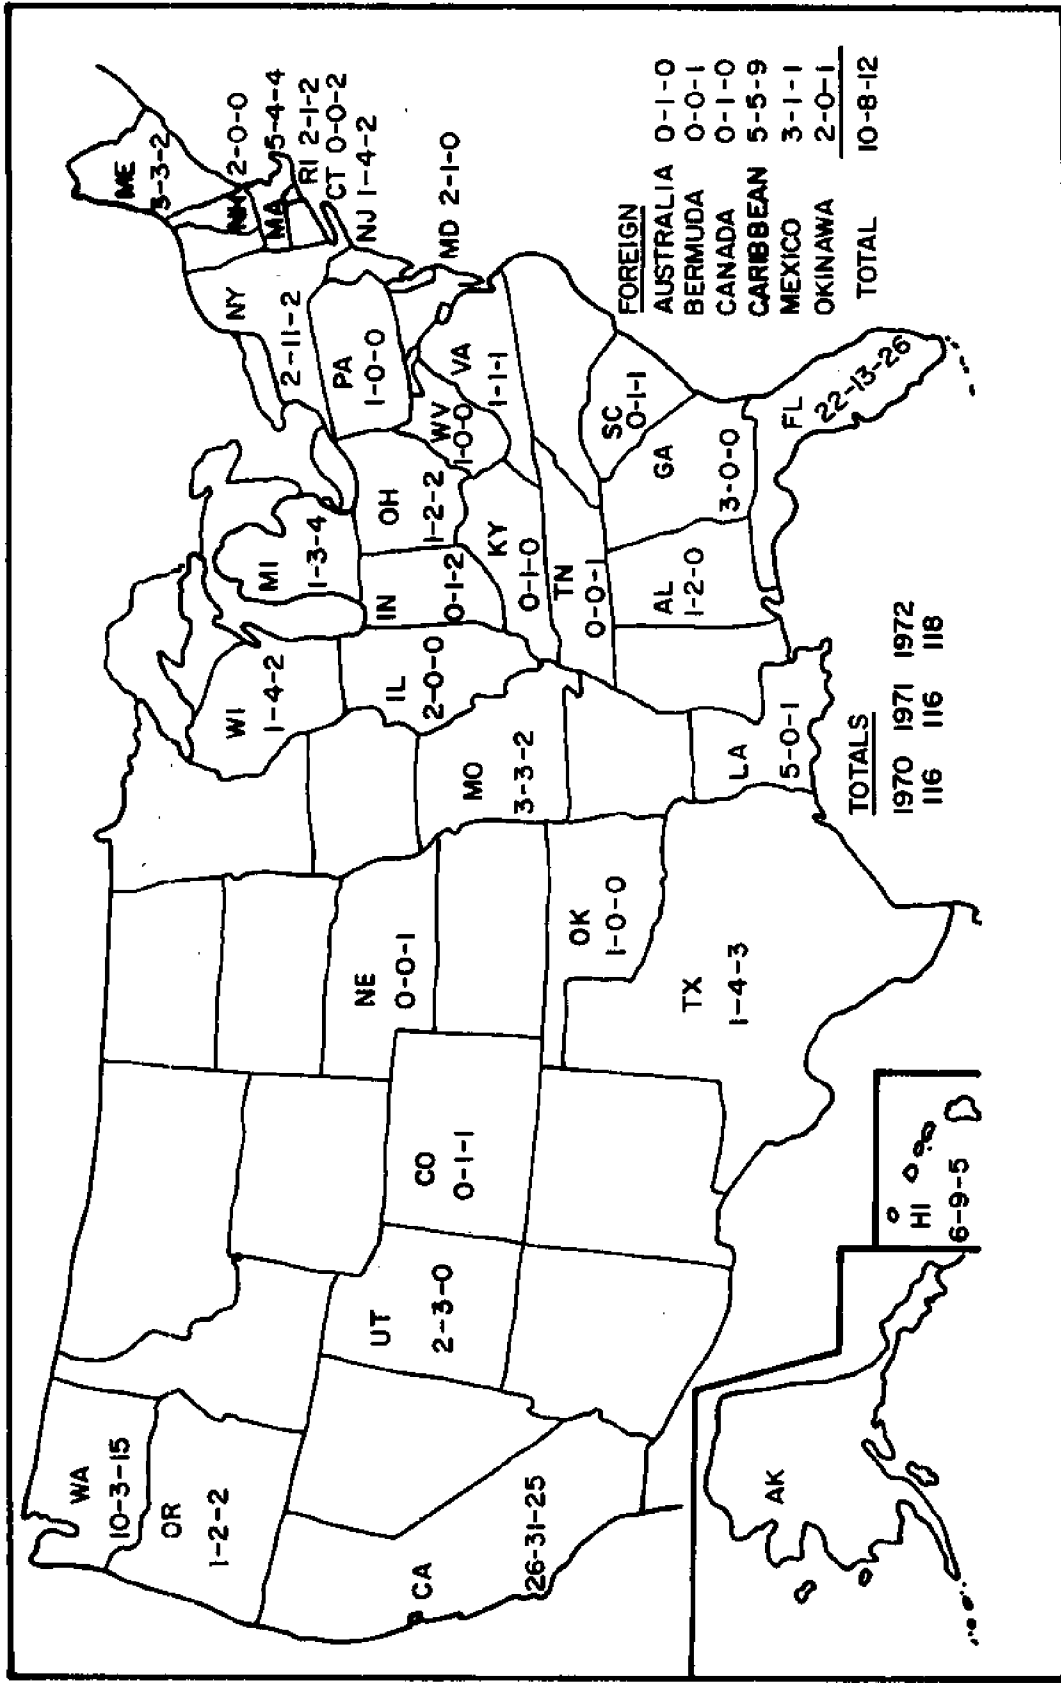 WA
10-3-15
OR
1-2-2
CA
26-31-25
UT
2-3-0
CO
0-1-1
NE
0-0-1
OK
1-0-0
TX
1-4-3
MO
3-3-2
LA
5-0-1
WI
1-4-2
IL
2-0-0
MI
1-3-4
IN
0-1-2
OH
1-2-2
KY
0-1-0
TN
0-0-1
AL
1-2-0
GA
3-0-0
FL
22-13-26
SC
0-1-1
WV
1-0-0
VA
1-1-1
PA
1-0-0
NY
2-11-2
ME
3-3-2
NH 2-0-0
MA 5-4-4
RI 2-1-2
CT 0-0-2
NJ 1-4-2
MD 2-1-0
AK
HI
6-9-5
TOTALS
1970 1971 1972
116 116 118
FOREIGN
AUSTRALIA 0-1-0
BERMUDA 0-0-1
CANADA 0-1-0
CARIBBEAN 5-5-9
MEXICO 3-1-1
OKINAWA 2-0-1
TOTAL 10-8-12